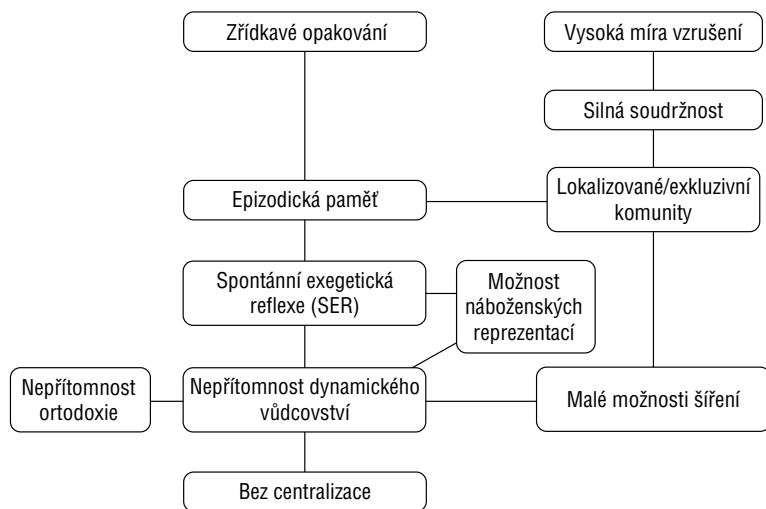 Zřídkavé opakování
Vysoká míra vzrušení
Silná soudržnost
Epizodická paměť
Lokalizované/exkluzivní
komunity
Spontánní exegetická
reflexe (SER)
Možnost
náboženských
reprezentací
Nepřítomnost
ortodoxie
Nepřítomnost dynamického
vůdcovství
Malé možnosti šíření
Bez centralizace